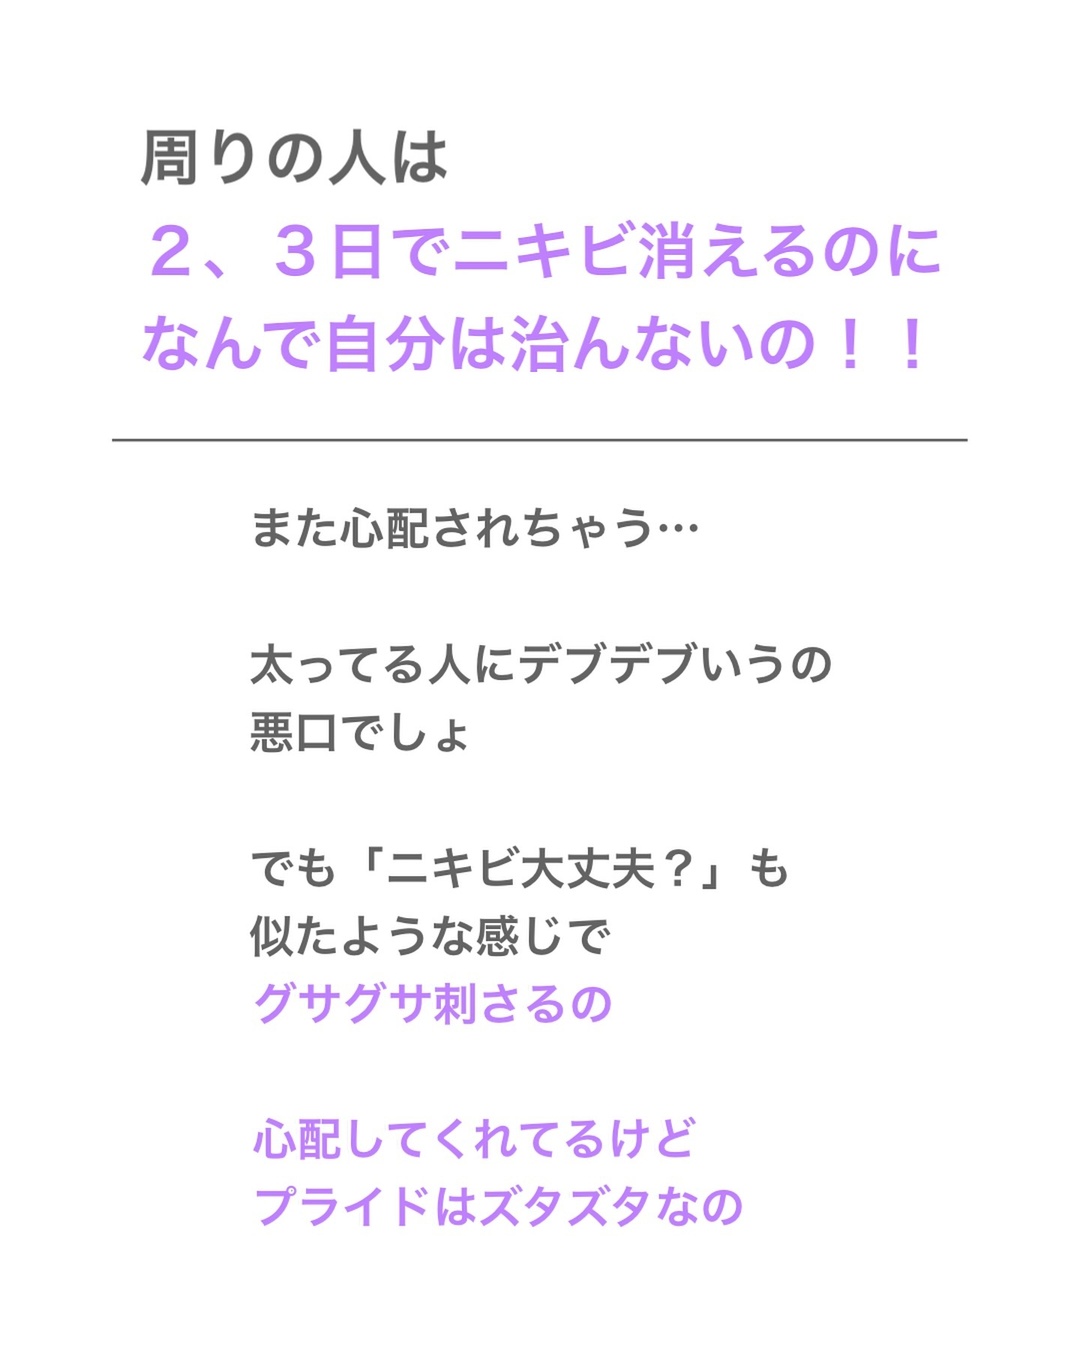 周りの人は
２、３日でニキビ消えるのに
なんで自分は治んないの！！
また心配されちゃう…
太ってる人にデブデブいうの
悪口でしょ
でも「ニキビ大丈夫？」も
似たような感じで
グサグサ刺さるの
心配してくれてるけど
プライドはズタズタなの